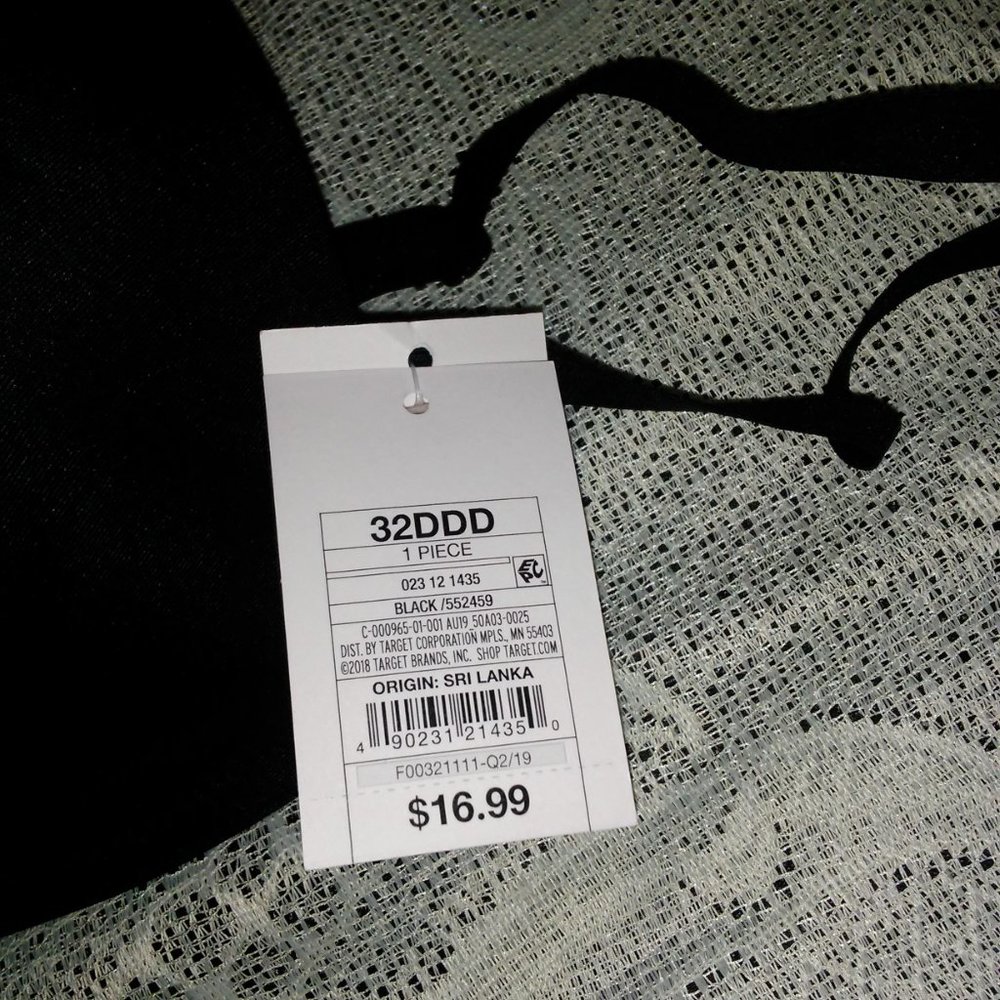 32DDD
1 PIECE
023 12 1435
EPC™
BLACK /552459
C-000965-01-001 AU19 50A03-0025
DIST. BY TARGET CORPORATION MPLS., MN 55403
©2018 TARGET BRANDS, INC. SHOP TARGET.COM
ORIGIN: SRI LANKA
4 90231 21435 0
F00321111-Q2/19
$16.99